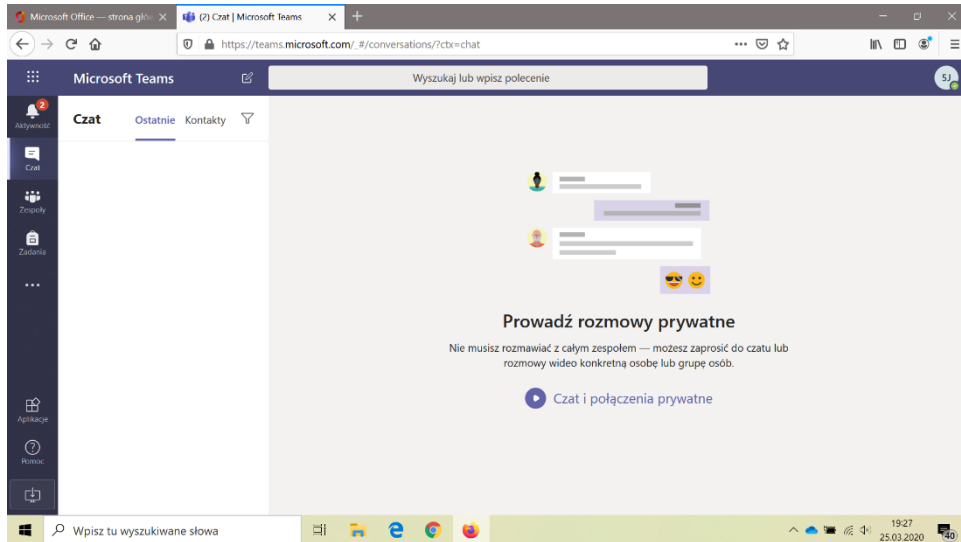 Microsoft Office — strona głów
(2) Czat | Microsoft Teams
https://teams.microsoft.com/_#/conversations/?ctx=chat
Microsoft Teams
Wyszukaj lub wpisz polecenie
SJ
2
Aktywność
Czat
Ostatnie
Kontakty
Czat
Zespoły
Zadania
Prowadź rozmowy prywatne
Nie musisz rozmawiać z całym zespołem — możesz zaprosić do czatu lub
rozmowy wideo konkretną osobę lub grupę osób.
Czat i połączenia prywatne
Aplikacje
Pomoc
Wpisz tu wyszukiwane słowa
19:27
25.03.2020
40